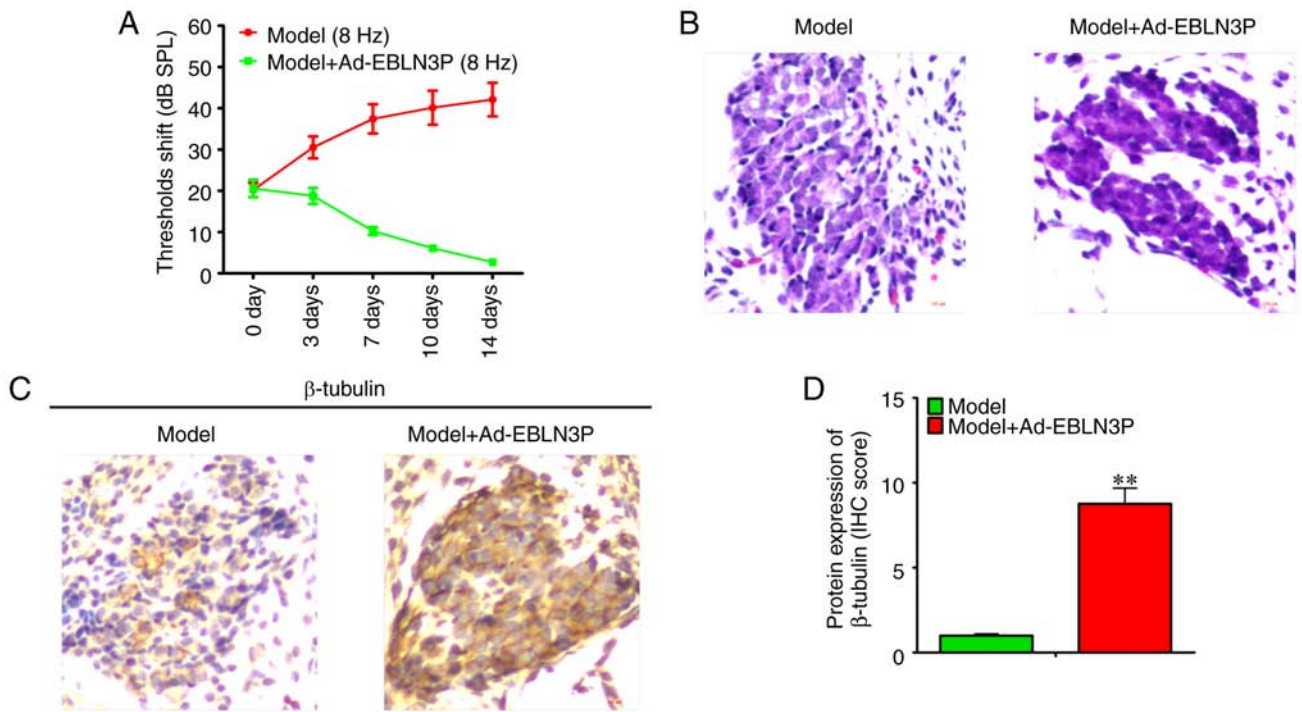 A
Thresholds shift (dB SPL)
60
50
40
30
20
10
0
Model (8 Hz)
Model+Ad-EBLN3P (8 Hz)
0 day
3 days
7 days
10 days
14 days
B
Model
Model+Ad-EBLN3P
C
β-tubulin
Model
Model+Ad-EBLN3P
D
Protein expression of
β-tubulin (IHC score)
15
10
5
0
Model
Model+Ad-EBLN3P
**